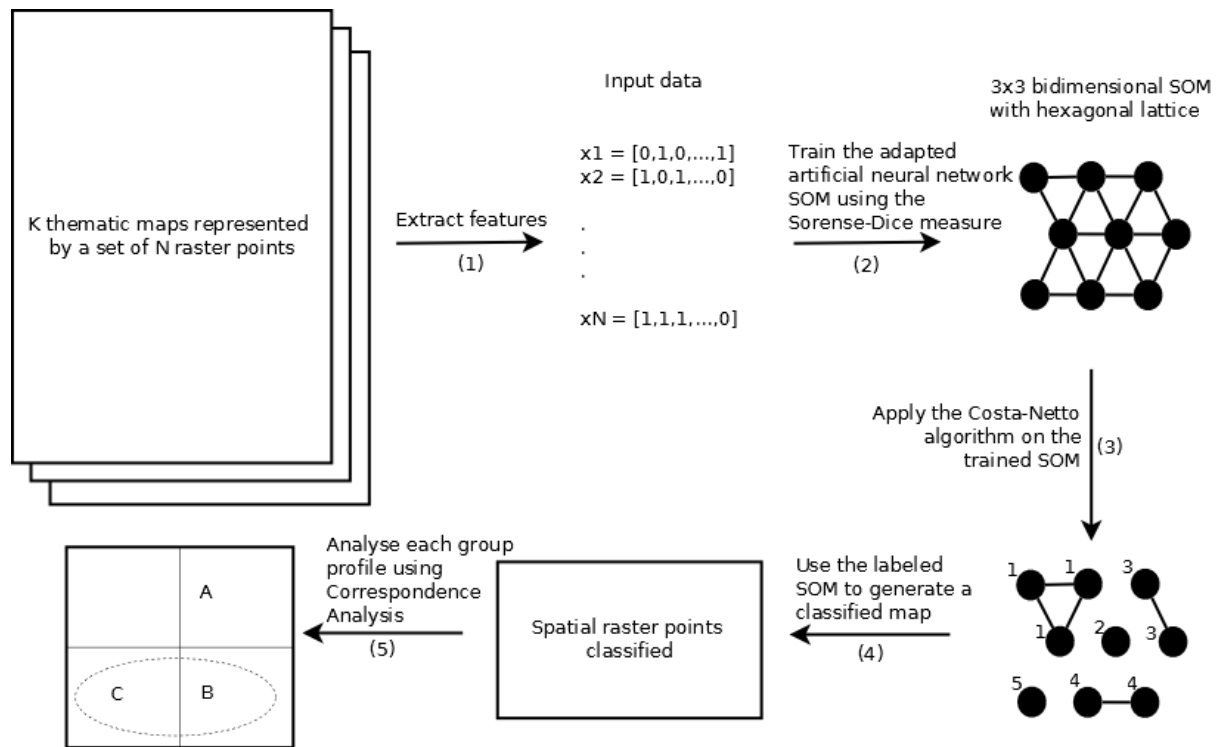 K thematic maps represented
by a set of N raster points
Extract features
(1)
Input data
x1 = [0,1,0,...,1]
x2 = [1,0,1,...,0]
.
.
.
xN = [1,1,1,...,0]
Train the adapted
artificial neural network
SOM using the
Sorense-Dice measure
(2)
3x3 bidimensional SOM
with hexagonal lattice
Apply the Costa-Netto
algorithm on the
trained SOM
(3)
1 1 3
1 2 3
5 4 4
Use the labeled
SOM to generate a
classified map
(4)
Spatial raster points
classified
Analyse each group
profile using
Correspondence
Analysis
(5)
A
C B